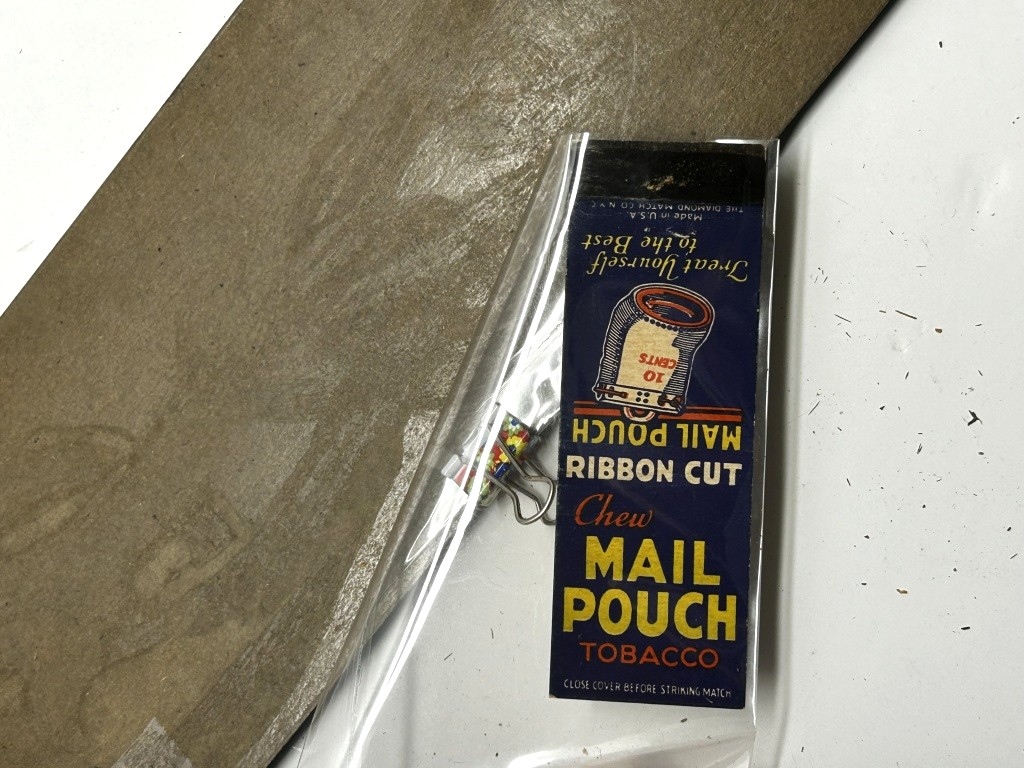 Made in U.S.A.
THE DIAMOND MATCH CO. N.Y.C.
Treat Yourself
to the Best
10
CENTS
MAIL POUCH
RIBBON CUT
Chew
MAIL
POUCH
TOBACCO
CLOSE COVER BEFORE STRIKING MATCH